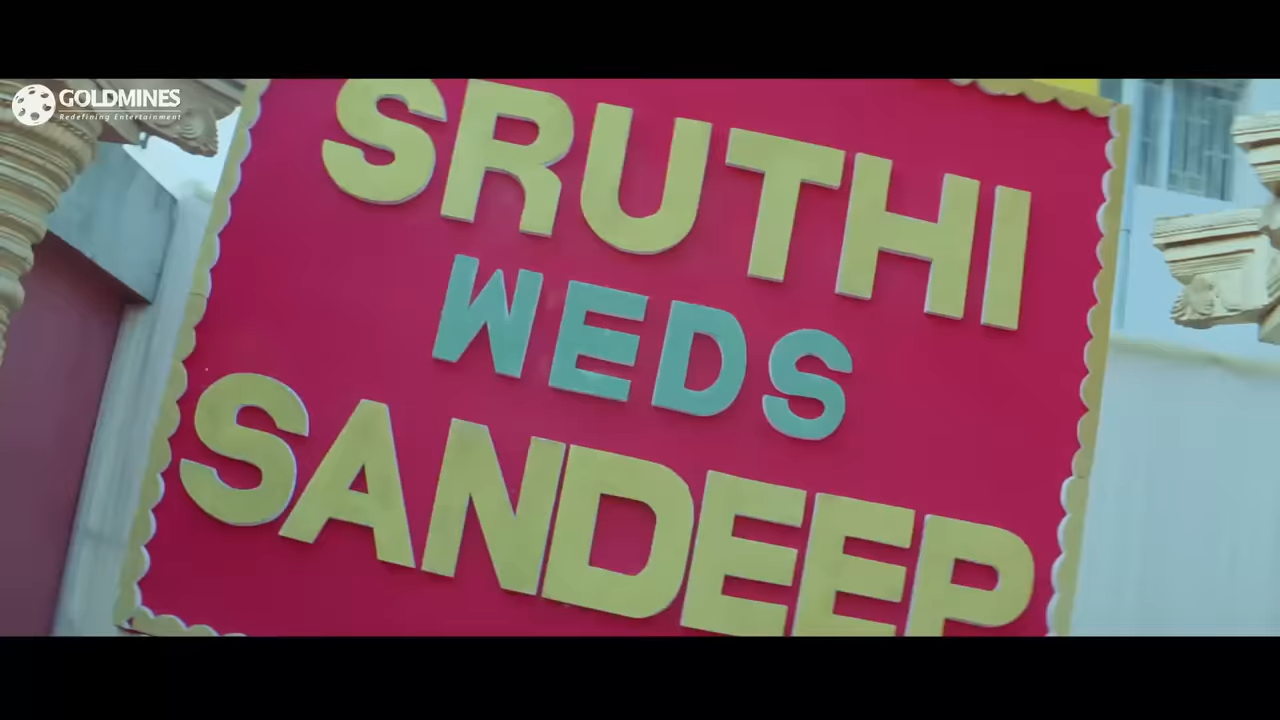 GOLDMINES
Redefining Entertainment
SRUTHI
WEDS
SANDEEP